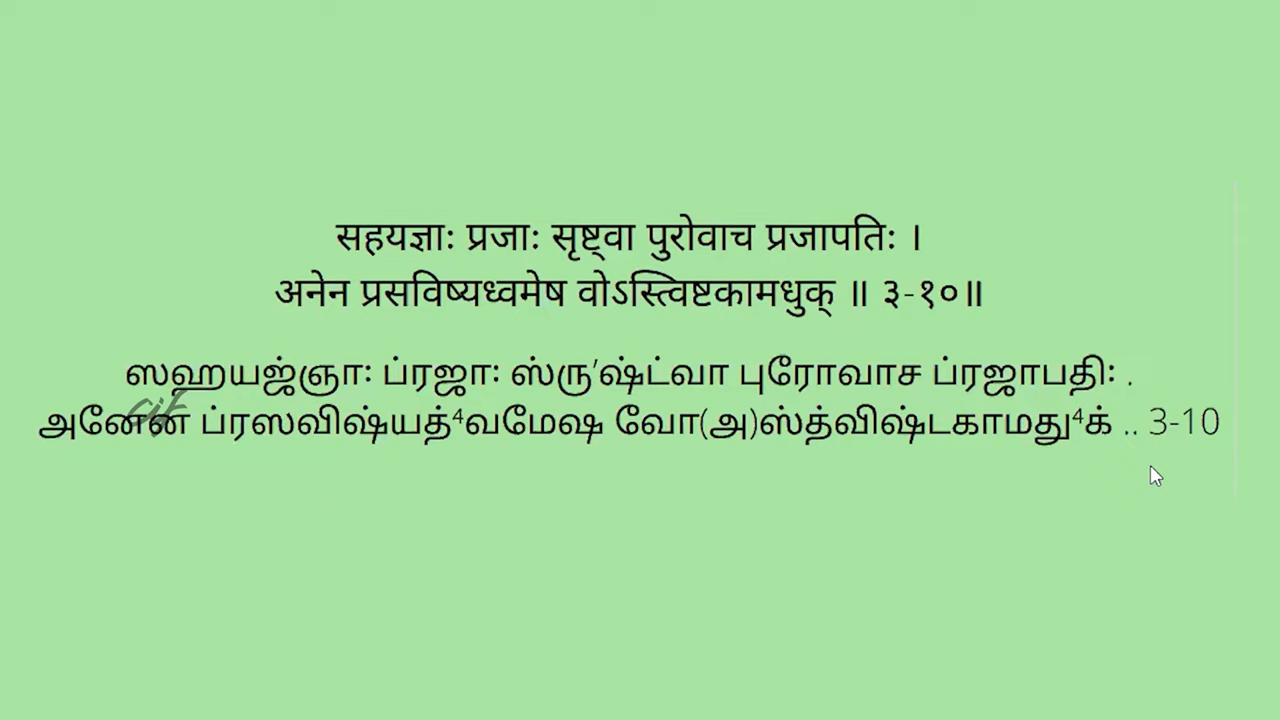 सहयज्ञाः प्रजाः सृष्ट्वा पुरोवाच प्रजापतिः ।
अनेन प्रसविष्यध्वमेष वोऽस्त्विष्टकामधुक् ॥ ३-१०॥
ஸஹயஜ்ஞா꞉ ப்ரஜா꞉ ஸ்ருʼஷ்ட்வா புரோவாச ப்ரஜாபதி꞉ .
அனேன ப்ரஸவிஷ்யத்⁴வமேஷ வோ(அ)ஸ்த்விஷ்டகாமது⁴க் .. 3-10